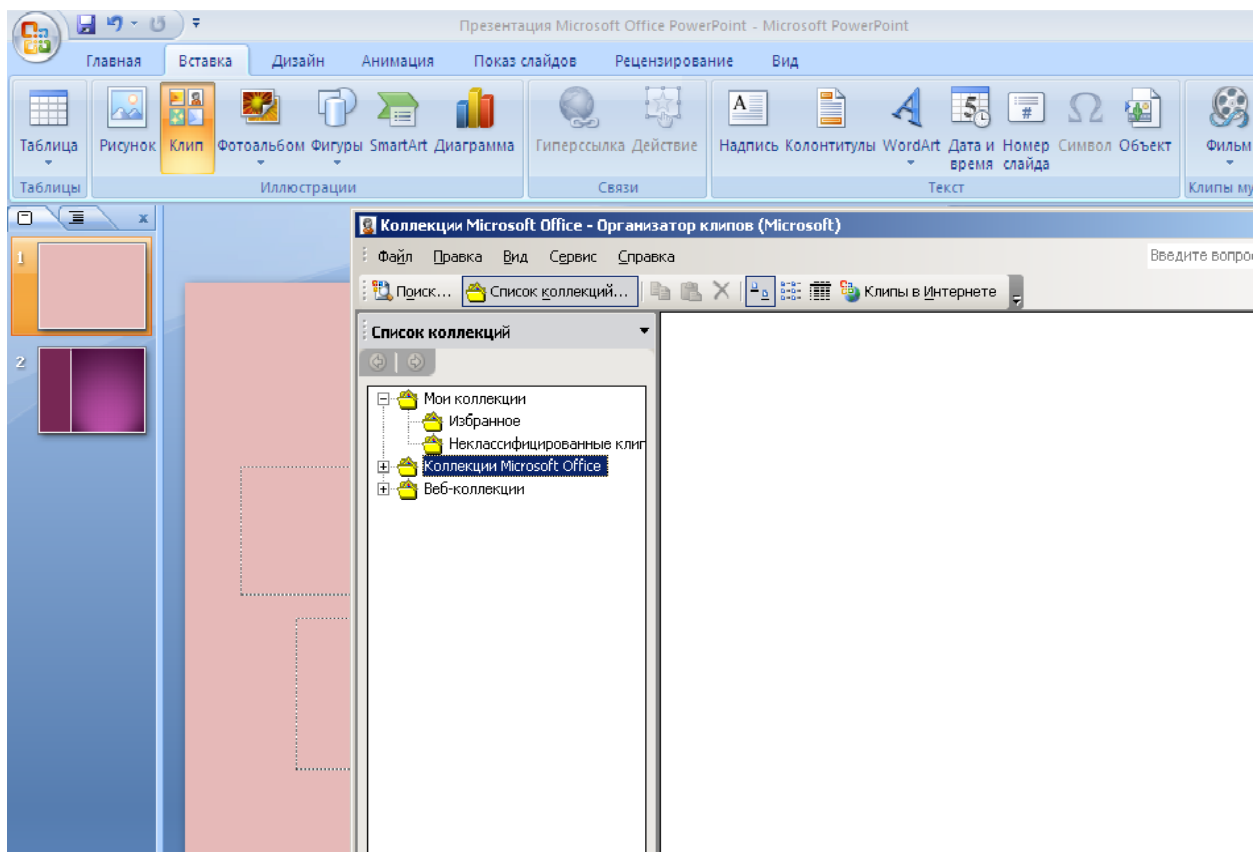 Презентация Microsoft Office PowerPoint - Microsoft PowerPoint
Главная Вставка Дизайн Анимация Показ слайдов Рецензирование Вид
Таблица Рисунок Клип Фотоальбом Фигуры SmartArt Диаграмма Гиперссылка Действие Надпись Колонтитулы WordArt Дата и время Номер слайда Символ Объект Фильм
Таблицы Иллюстрации Связи Текст Клипы му
Коллекции Microsoft Office - Организатор клипов (Microsoft)
Файл Правка Вид Сервис Справка Введите вопро
Поиск... Список коллекций... Клипы в Интернете
Список коллекций
1
Мои коллекции
Избранное
Неклассифицированные клип
Коллекции Microsoft Office
Веб-коллекции
2